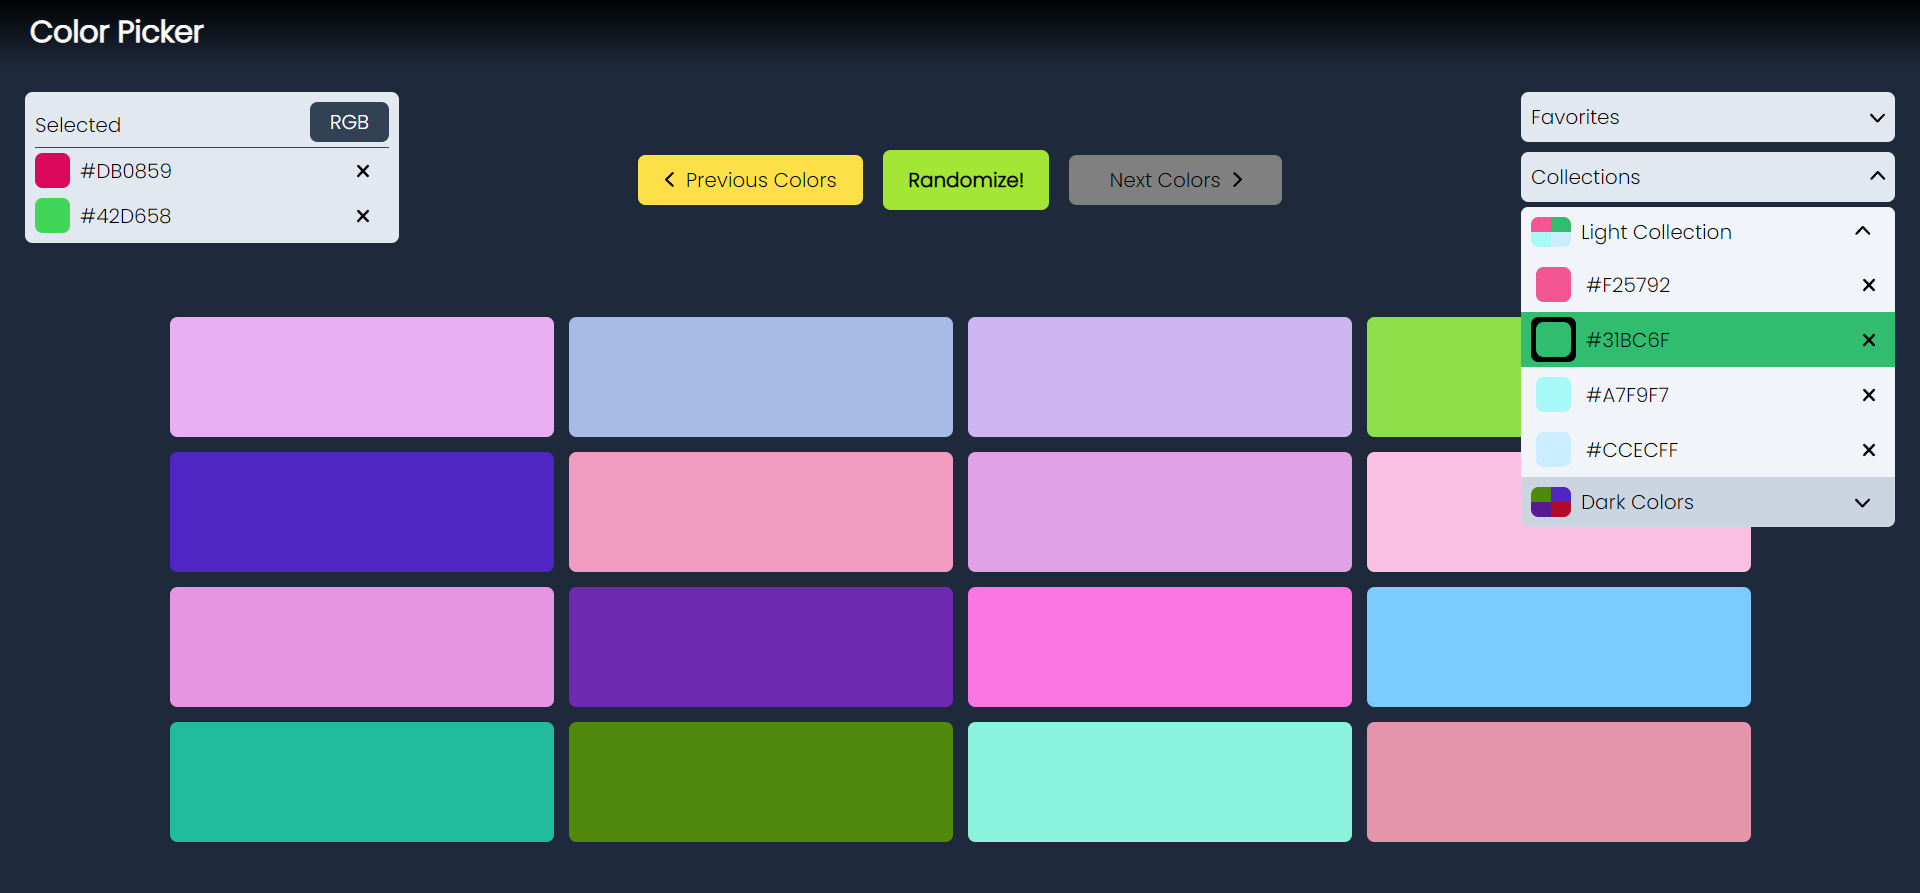 Color Picker
Selected
RGB
#DB0859
#42D658
Previous Colors
Randomize!
Next Colors
Favorites
Collections
Light Collection
#F25792
#31BC6F
#A7F9F7
#CCECFF
Dark Colors